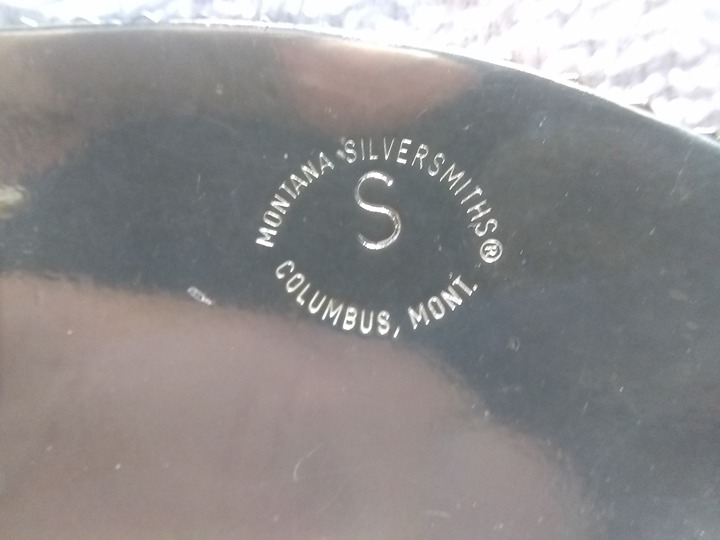 MONTANA SILVERSMITHS®
S
COLUMBUS, MONT.